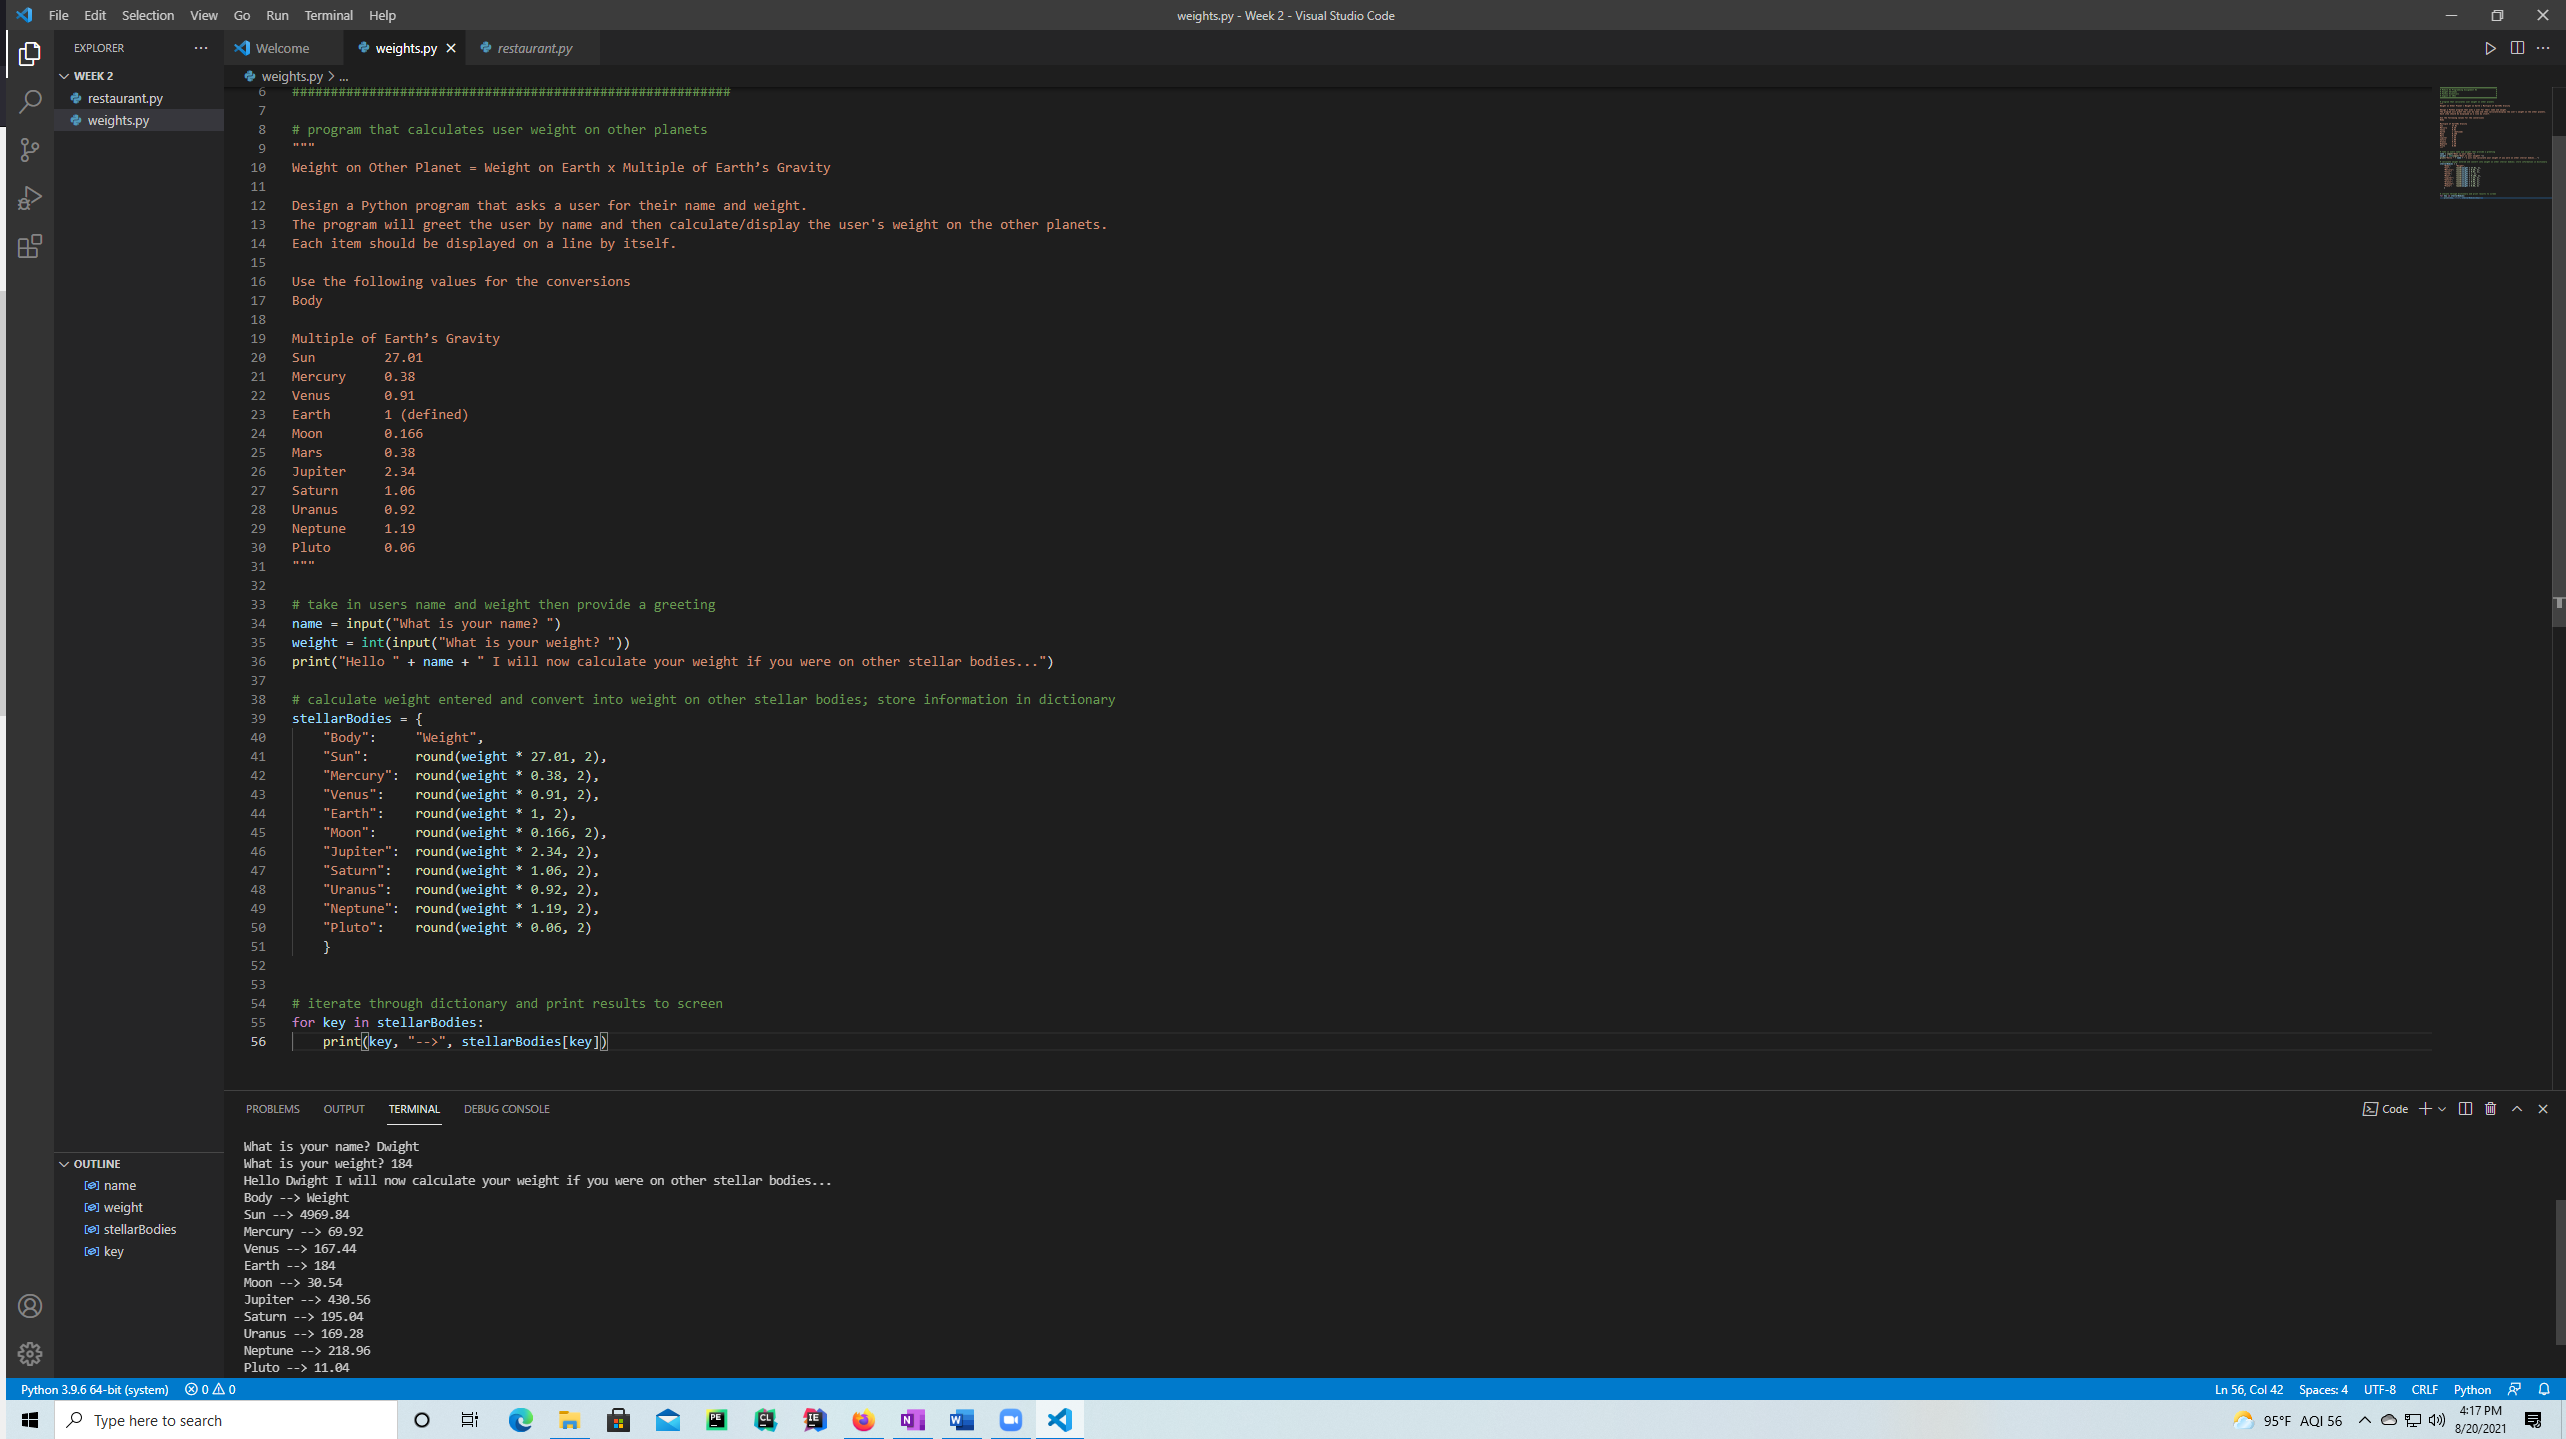 File Edit Selection View Go Run Terminal Help
weights.py - Week 2 - Visual Studio Code
EXPLORER
WEEK 2
restaurant.py
weights.py
Welcome
weights.py
restaurant.py
weights.py > ...
6 #########################################################
7
8 # program that calculates user weight on other planets
9 """
10 Weight on Other Planet = Weight on Earth x Multiple of Earth’s Gravity
11
12 Design a Python program that asks a user for their name and weight.
13 The program will greet the user by name and then calculate/display the user's weight on the other planets.
14 Each item should be displayed on a line by itself.
15
16 Use the following values for the conversions
17 Body
18
19 Multiple of Earth’s Gravity
20 Sun 27.01
21 Mercury 0.38
22 Venus 0.91
23 Earth 1 (defined)
24 Moon 0.166
25 Mars 0.38
26 Jupiter 2.34
27 Saturn 1.06
28 Uranus 0.92
29 Neptune 1.19
30 Pluto 0.06
31 """
32
33 # take in users name and weight then provide a greeting
34 name = input("What is your name? ")
35 weight = int(input("What is your weight? "))
36 print("Hello " + name + " I will now calculate your weight if you were on other stellar bodies...")
37
38 # calculate weight entered and convert into weight on other stellar bodies; store information in dictionary
39 stellarBodies = {
40 "Body": "Weight",
41 "Sun": round(weight * 27.01, 2),
42 "Mercury": round(weight * 0.38, 2),
43 "Venus": round(weight * 0.91, 2),
44 "Earth": round(weight * 1, 2),
45 "Moon": round(weight * 0.166, 2),
46 "Jupiter": round(weight * 2.34, 2),
47 "Saturn": round(weight * 1.06, 2),
48 "Uranus": round(weight * 0.92, 2),
49 "Neptune": round(weight * 1.19, 2),
50 "Pluto": round(weight * 0.06, 2)
51 }
52
53
54 # iterate through dictionary and print results to screen
55 for key in stellarBodies:
56 print(key, "-->", stellarBodies[key])
PROBLEMS OUTPUT TERMINAL DEBUG CONSOLE
Code
What is your name? Dwight
What is your weight? 184
Hello Dwight I will now calculate your weight if you were on other stellar bodies...
Body --> Weight
Sun --> 4969.84
Mercury --> 69.92
Venus --> 167.44
Earth --> 184
Moon --> 30.54
Jupiter --> 430.56
Saturn --> 195.04
Uranus --> 169.28
Neptune --> 218.96
Pluto --> 11.04
OUTLINE
name
weight
stellarBodies
key
Python 3.9.6 64-bit (system) 0 0
Ln 56, Col 42 Spaces: 4 UTF-8 CRLF Python
Type here to search
95°F AQI 56
4:17 PM
8/20/2021